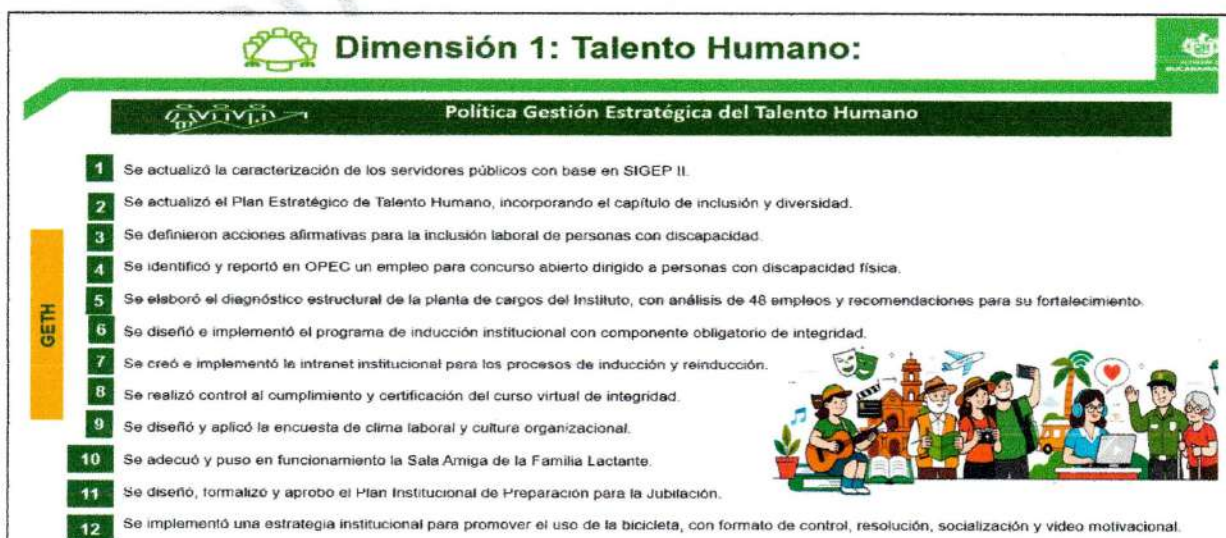 Dimensión 1: Talento Humano:
BUCARAMANGA
Política Gestión Estratégica del Talento Humano
GETH
1 Se actualizó la caracterización de los servidores públicos con base en SIGEP II.
2 Se actualizó el Plan Estratégico de Talento Humano, incorporando el capítulo de inclusión y diversidad.
3 Se definieron acciones afirmativas para la inclusión laboral de personas con discapacidad.
4 Se identificó y reportó en OPEC un empleo para concurso abierto dirigido a personas con discapacidad física.
5 Se elaboró el diagnóstico estructural de la planta de cargos del Instituto, con análisis de 48 empleos y recomendaciones para su fortalecimiento.
6 Se diseñó e implementó el programa de inducción institucional con componente obligatorio de integridad.
7 Se creó e implementó la intranet institucional para los procesos de inducción y reinducción.
8 Se realizó control al cumplimiento y certificación del curso virtual de integridad.
9 Se diseñó y aplicó la encuesta de clima laboral y cultura organizacional.
10 Se adecuó y puso en funcionamiento la Sala Amiga de la Familia Lactante.
11 Se diseñó, formalizó y aprobo el Plan Institucional de Preparación para la Jubilación.
12 Se implementó una estrategia institucional para promover el uso de la bicicleta, con formato de control, resolución, socialización y video motivacional.